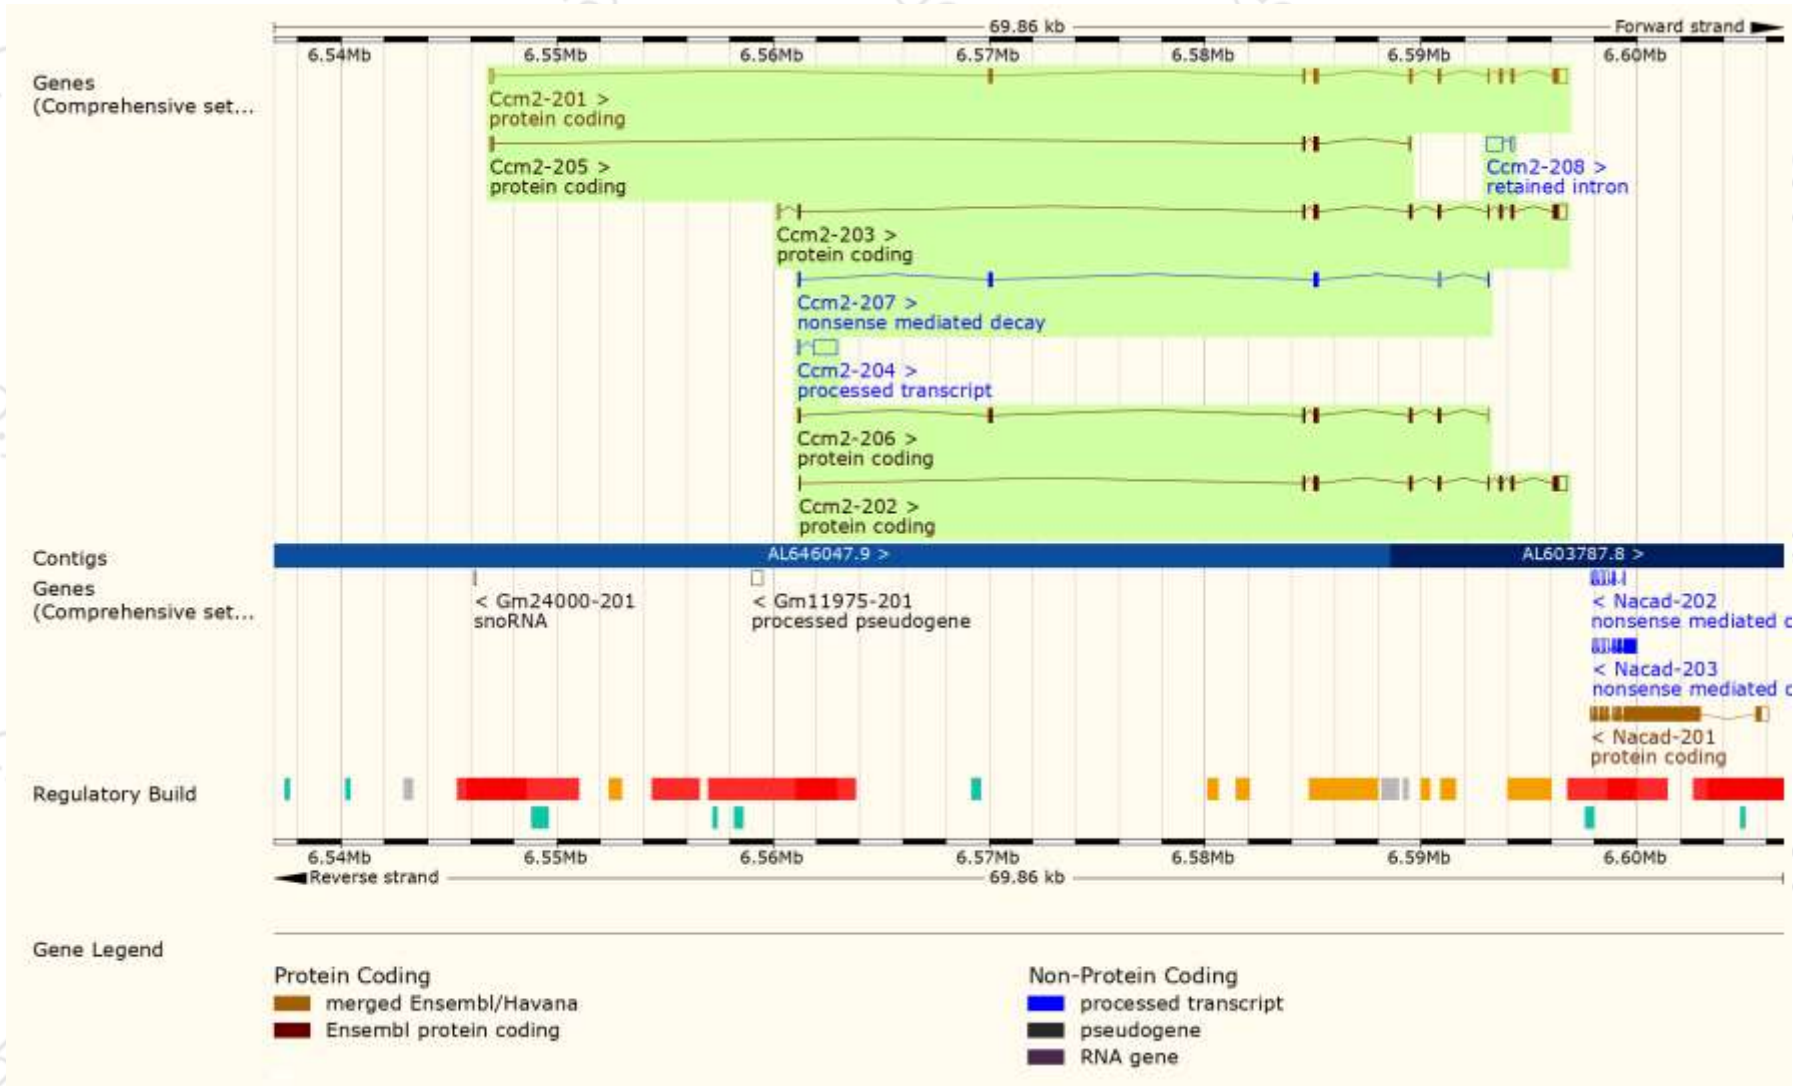 69.86 kb
Forward strand
6.54Mb 6.55Mb 6.56Mb 6.57Mb 6.58Mb 6.59Mb 6.60Mb
Genes
(Comprehensive set...
Ccm2-201 >
protein coding
Ccm2-205 >
protein coding
Ccm2-208 >
retained intron
Ccm2-203 >
protein coding
Ccm2-207 >
nonsense mediated decay
Ccm2-204 >
processed transcript
Ccm2-206 >
protein coding
Ccm2-202 >
protein coding
Contigs
AL646047.9 >
AL603787.8 >
Genes
(Comprehensive set...
< Gm24000-201
snoRNA
< Gm11975-201
processed pseudogene
< Nacad-202
nonsense mediated
< Nacad-203
nonsense mediated
< Nacad-201
protein coding
Regulatory Build
6.54Mb 6.55Mb 6.56Mb 6.57Mb 6.58Mb 6.59Mb 6.60Mb
Reverse strand
69.86 kb
Gene Legend
Protein Coding
merged Ensembl/Havana
Ensembl protein coding
Non-Protein Coding
processed transcript
pseudogene
RNA gene